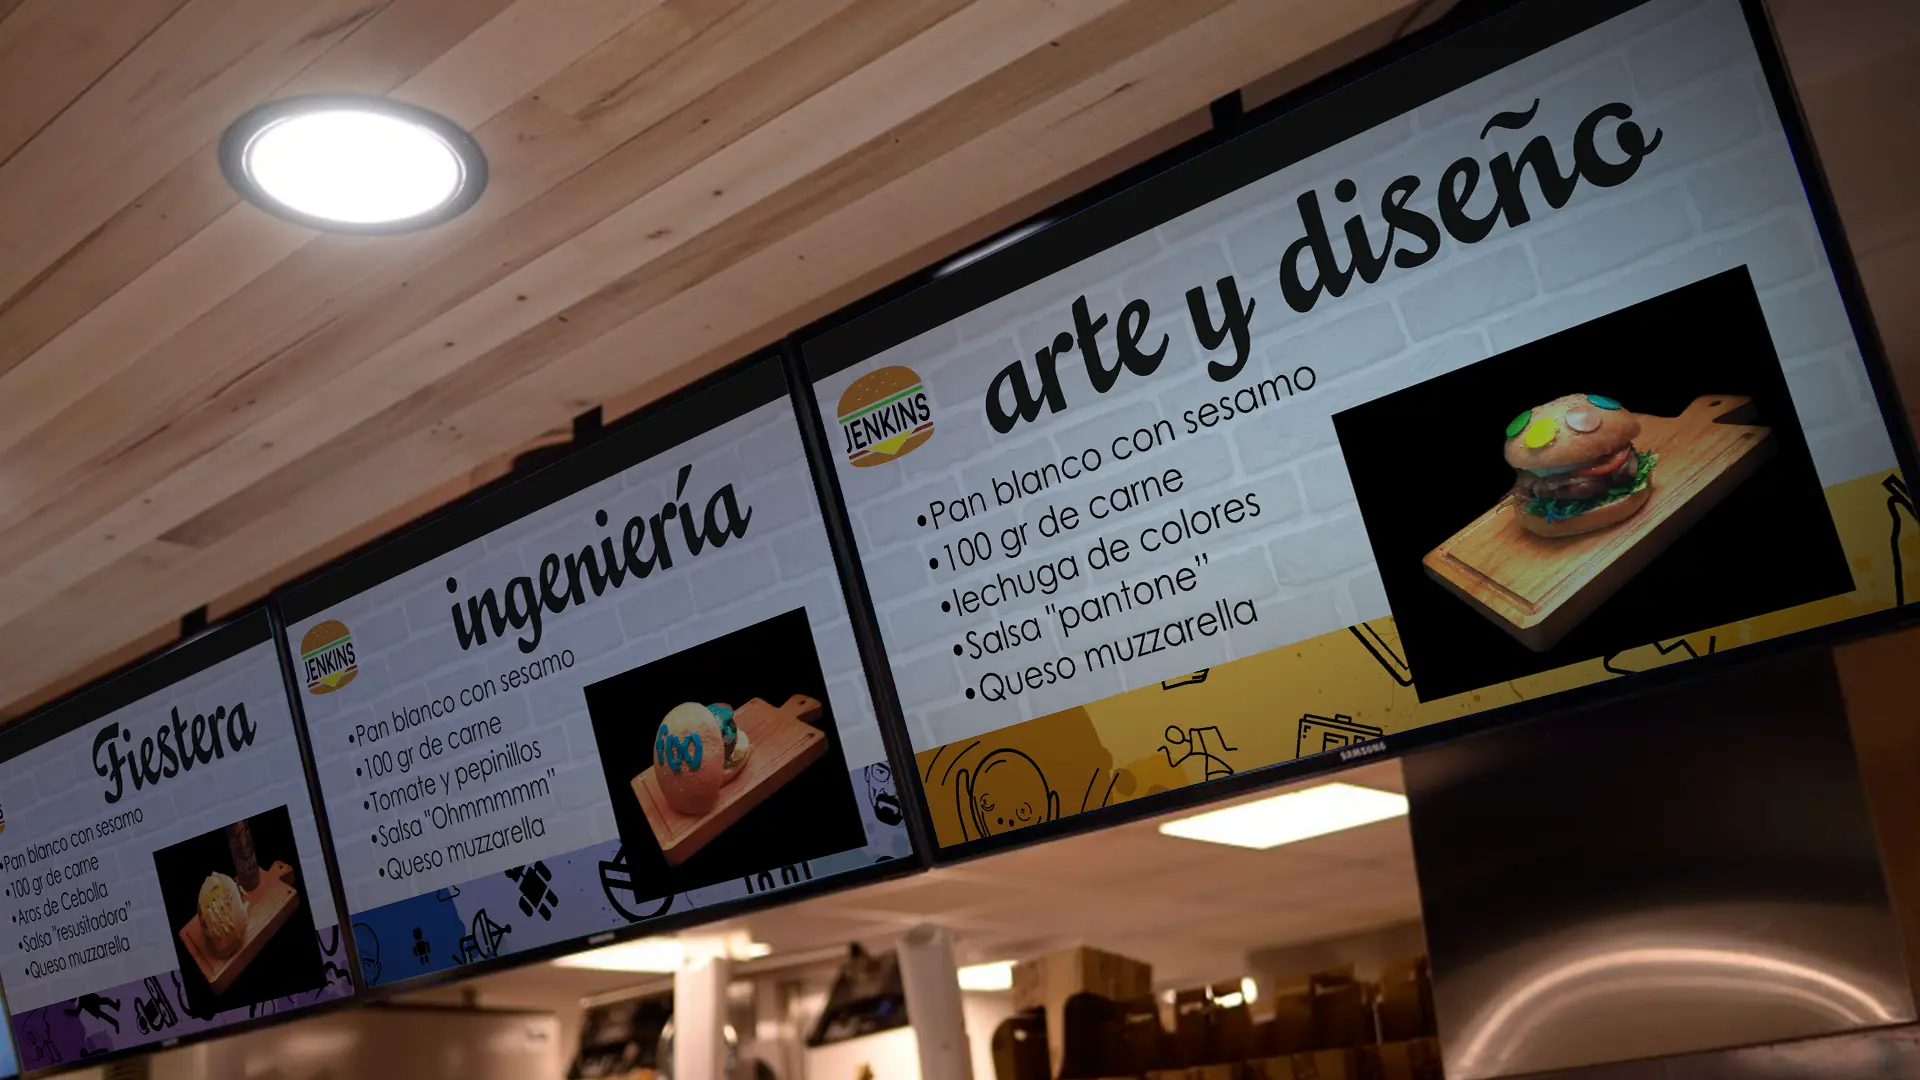 Fiestera
•Pan blanco con sesamo
•100 gr de carne
•Aros de Cebolla
•Salsa "resusitadora"
•Queso muzzarella
JENKINS
ingeniería
•Pan blanco con sesamo
•100 gr de carne
•Tomate y pepinillos
•Salsa "Ohmmmmm"
•Queso muzzarella
foo
JENKINS
arte y diseño
•Pan blanco con sesamo
•100 gr de carne
•lechuga de colores
•Salsa "pantone"
•Queso muzzarella
SAMSUNG